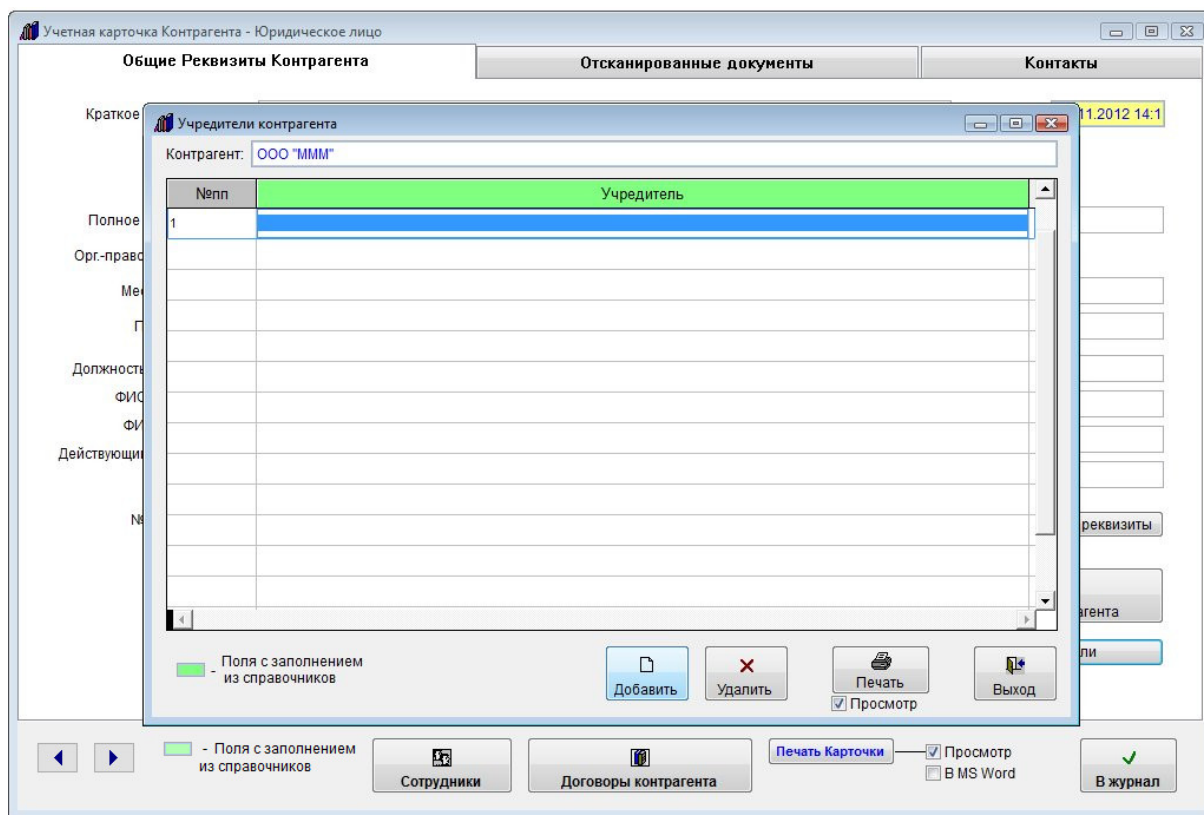 Учетная карточка Контрагента - Юридическое лицо
Общие Реквизиты Контрагента
Отсканированные документы
Контакты
Краткое
11.2012 14:1
Учредители контрагента
Контрагент: ООО "МММ"
№пп
Учредитель
1
Полное
Орг.-право
Мес
П
Должность
ФИО
ФИ
Действующи
№
реквизиты
агента
ли
- Поля с заполнением
из справочников
Добавить
Удалить
Печать
Просмотр
Выход
- Поля с заполнением
из справочников
Сотрудники
Договоры контрагента
Печать Карточки
Просмотр
В MS Word
В журнал